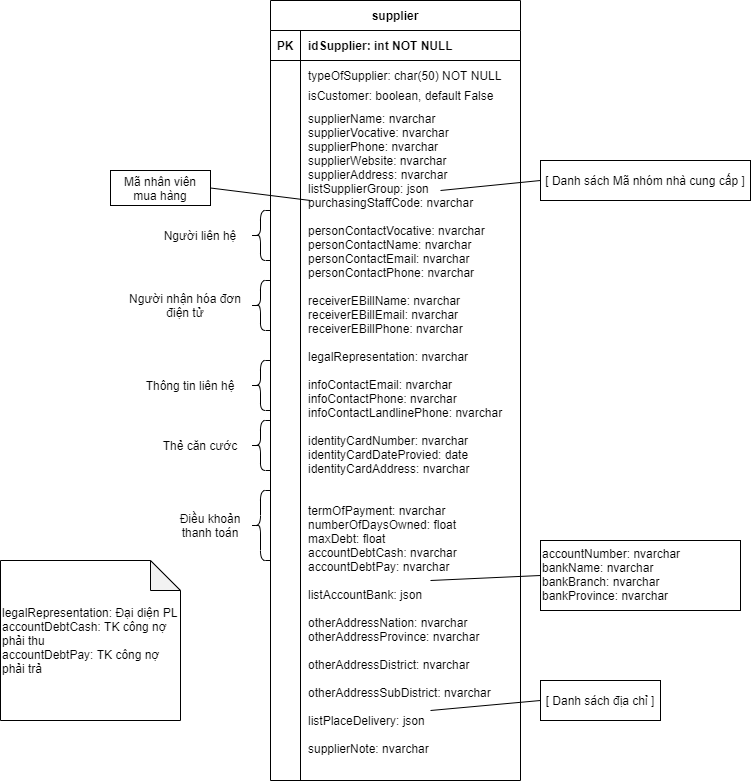 supplier
PK
idSupplier: int NOT NULL
typeOfSupplier: char(50) NOT NULL
isCustomer: boolean, default False
supplierName: nvarchar
supplierVocative: nvarchar
supplierPhone: nvarchar
supplierWebsite: nvarchar
supplierAddress: nvarchar
listSupplierGroup: json
purchasingStaffCode: nvarchar
personContactVocative: nvarchar
personContactName: nvarchar
personContactEmail: nvarchar
personContactPhone: nvarchar
receiverEBillName: nvarchar
receiverEBillEmail: nvarchar
receiverEBillPhone: nvarchar
legalRepresentation: nvarchar
infoContactEmail: nvarchar
infoContactPhone: nvarchar
infoContactLandlinePhone: nvarchar
identityCardNumber: nvarchar
identityCardDateProvied: date
identityCardAddress: nvarchar
termOfPayment: nvarchar
numberOfDaysOwned: float
maxDebt: float
accountDebtCash: nvarchar
accountDebtPay: nvarchar
listAccountBank: json
otherAddressNation: nvarchar
otherAddressProvince: nvarchar
otherAddressDistrict: nvarchar
otherAddressSubDistrict: nvarchar
listPlaceDelivery: json
supplierNote: nvarchar
Mã nhân viên
mua hàng
Người liên hệ
Người nhận hóa đơn
điện tử
Thông tin liên hệ
Thẻ căn cước
Điều khoản
thanh toán
legalRepresentation: Đại diện PL
accountDebtCash: TK công nợ
phải thu
accountDebtPay: TK công nợ
phải trả
[ Danh sách Mã nhóm nhà cung cấp ]
accountNumber: nvarchar
bankName: nvarchar
bankBranch: nvarchar
bankProvince: nvarchar
[ Danh sách địa chỉ ]